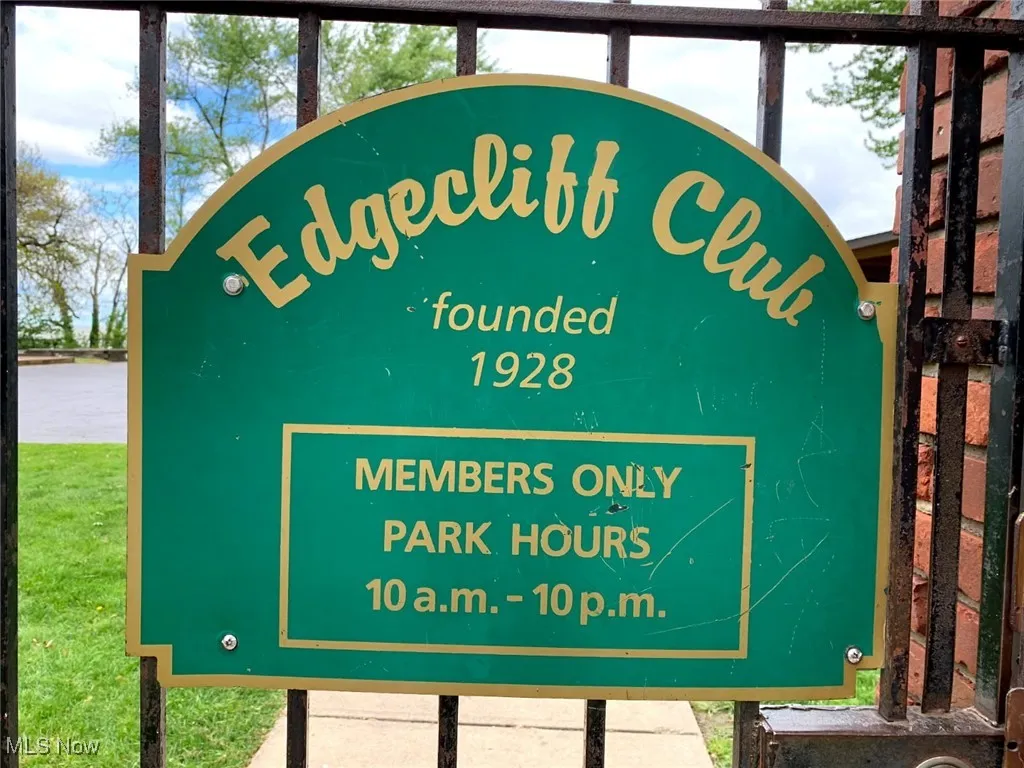 Edgecliff Club
founded
1928
MEMBERS ONLY
PARK HOURS
10 a.m. - 10 p.m.
MLS Now